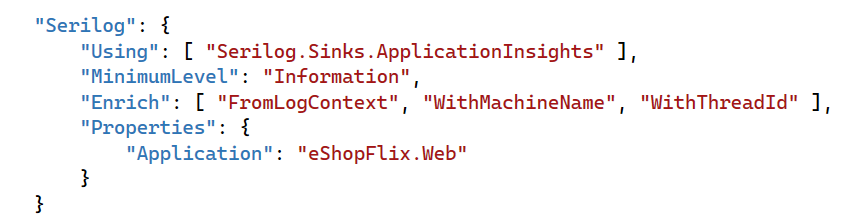 "Serilog": {
"Using": [ "Serilog.Sinks.ApplicationInsights" ],
"MinimumLevel": "Information",
"Enrich": [ "FromLogContext", "WithMachineName", "WithThreadId" ],
"Properties": {
"Application": "eShopFlix.Web"
}
}